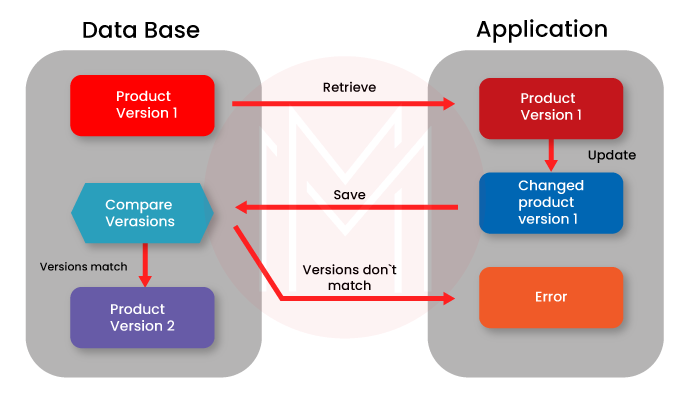 Data Base
Application
Product
Version 1
Retrieve
Product
Version 1
Update
Changed
product
version 1
Save
Compare
Verasions
Versions match
Versions don`t
match
Product
Version 2
Error